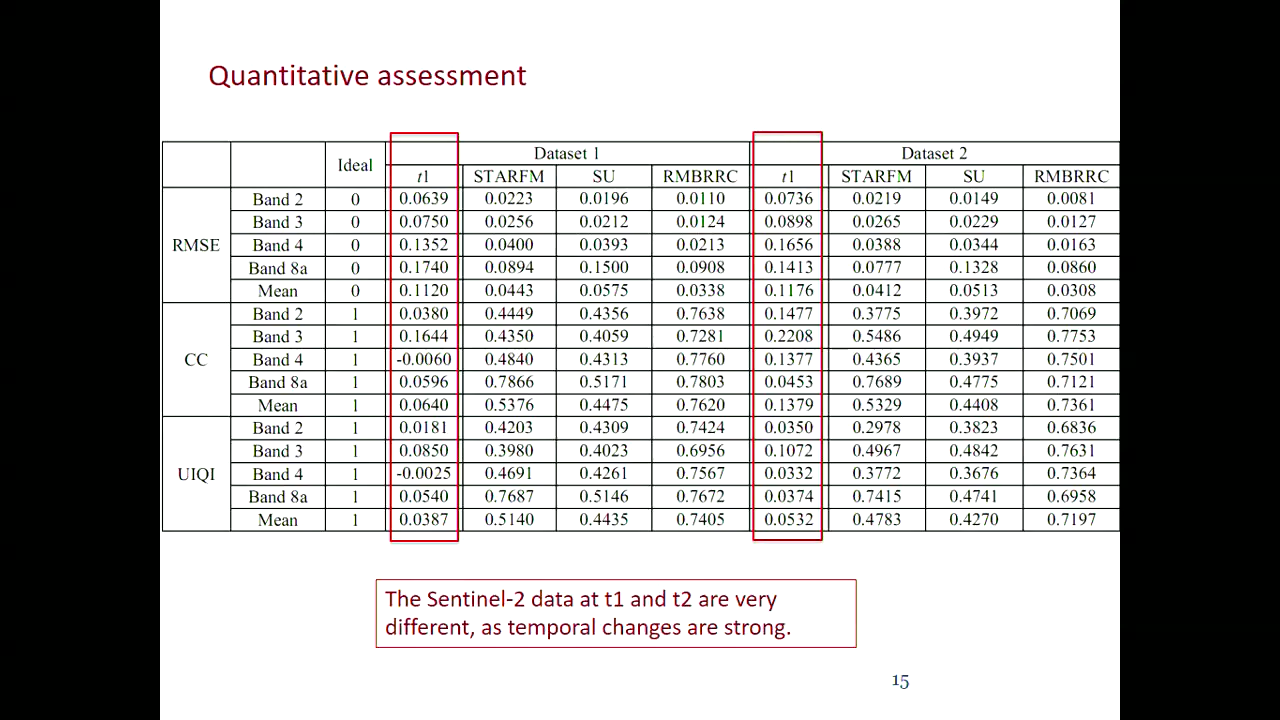 Quantitative assessment
Ideal Dataset 1 Dataset 2
t1 STARFM SU RMBRRC t1 STARFM SU RMBRRC
RMSE Band 2 0 0.0639 0.0223 0.0196 0.0110 0.0736 0.0219 0.0149 0.0081
Band 3 0 0.0750 0.0256 0.0212 0.0124 0.0898 0.0265 0.0229 0.0127
Band 4 0 0.1352 0.0400 0.0393 0.0213 0.1656 0.0388 0.0344 0.0163
Band 8a 0 0.1740 0.0894 0.1500 0.0908 0.1413 0.0777 0.1328 0.0860
Mean 0 0.1120 0.0443 0.0575 0.0338 0.1176 0.0412 0.0513 0.0308
CC Band 2 1 0.0380 0.4449 0.4356 0.7638 0.1477 0.3775 0.3972 0.7069
Band 3 1 0.1644 0.4350 0.4059 0.7281 0.2208 0.5486 0.4949 0.7753
Band 4 1 -0.0060 0.4840 0.4313 0.7760 0.1377 0.4365 0.3937 0.7501
Band 8a 1 0.0596 0.7866 0.5171 0.7803 0.0453 0.7689 0.4775 0.7121
Mean 1 0.0640 0.5376 0.4475 0.7620 0.1379 0.5329 0.4408 0.7361
UIQI Band 2 1 0.0181 0.4203 0.4309 0.7424 0.0350 0.2978 0.3823 0.6836
Band 3 1 0.0850 0.3980 0.4023 0.6956 0.1072 0.4967 0.4842 0.7631
Band 4 1 -0.0025 0.4691 0.4261 0.7567 0.0332 0.3772 0.3676 0.7364
Band 8a 1 0.0540 0.7687 0.5146 0.7672 0.0374 0.7415 0.4741 0.6958
Mean 1 0.0387 0.5140 0.4435 0.7405 0.0532 0.4783 0.4270 0.7197
The Sentinel-2 data at t1 and t2 are very
different, as temporal changes are strong.
15